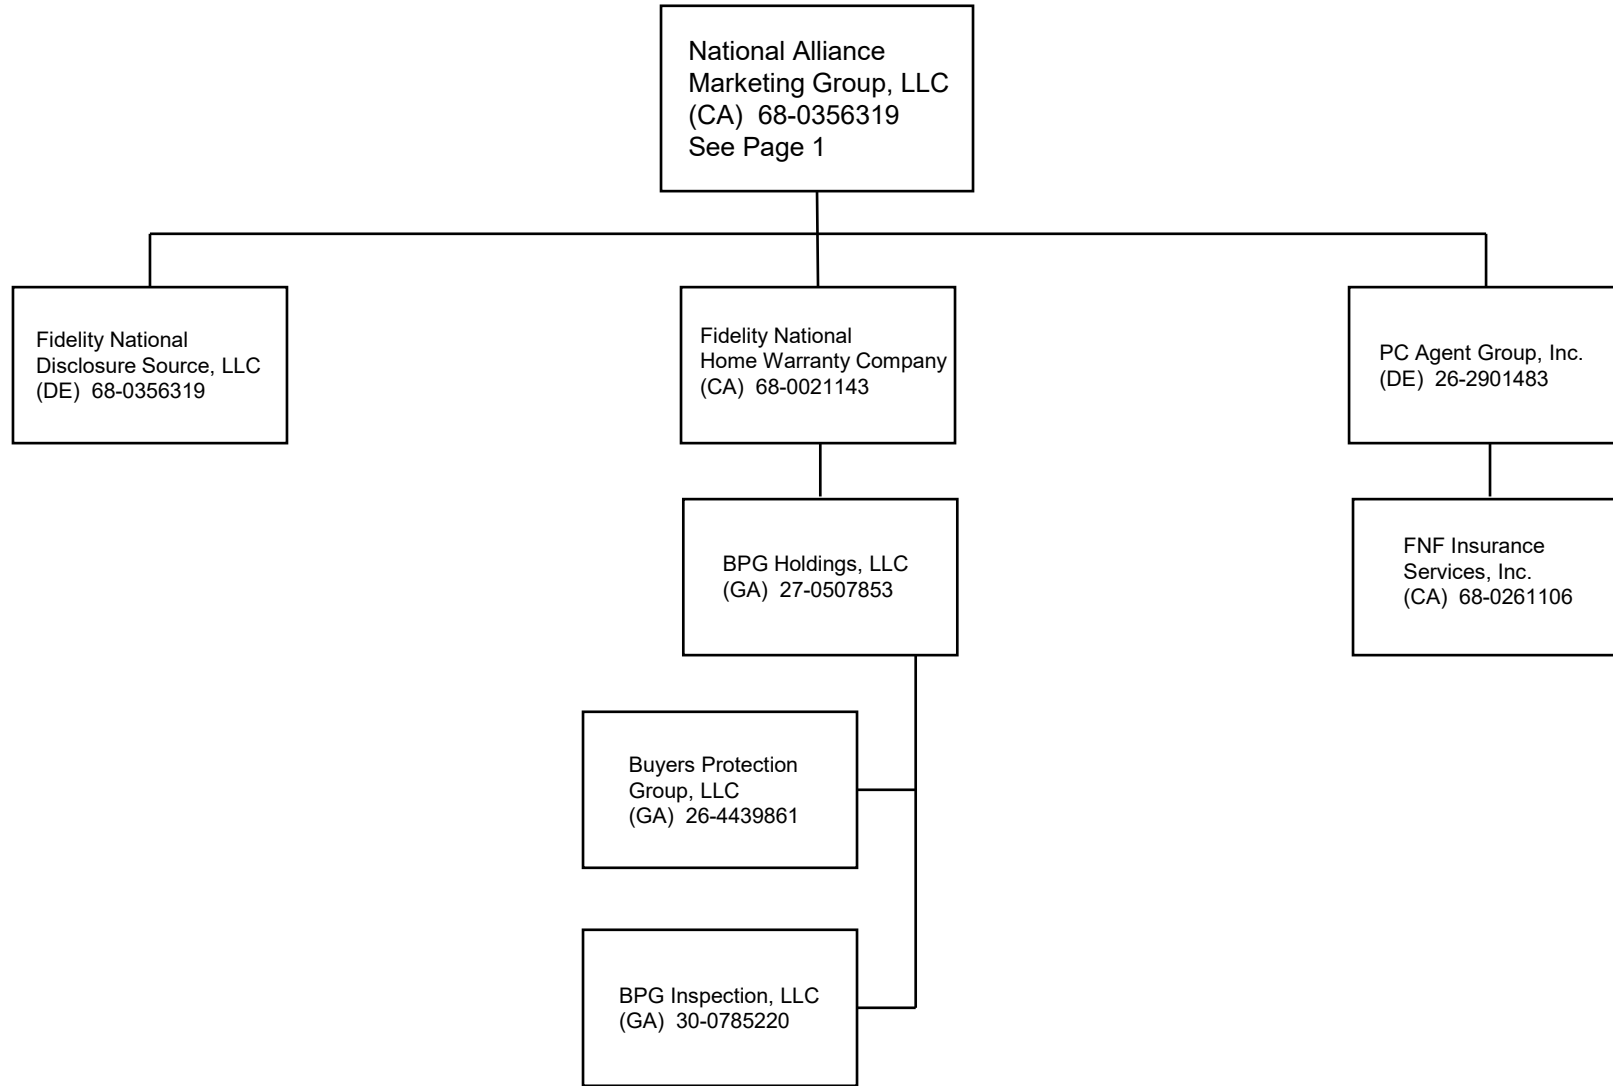 National Alliance
Marketing Group, LLC
(CA) 68-0356319
See Page 1
Fidelity National
Disclosure Source, LLC
(DE) 68-0356319
Fidelity National
Home Warranty Company
(CA) 68-0021143
PC Agent Group, Inc.
(DE) 26-2901483
BPG Holdings, LLC
(GA) 27-0507853
FNF Insurance
Services, Inc.
(CA) 68-0261106
Buyers Protection
Group, LLC
(GA) 26-4439861
BPG Inspection, LLC
(GA) 30-0785220